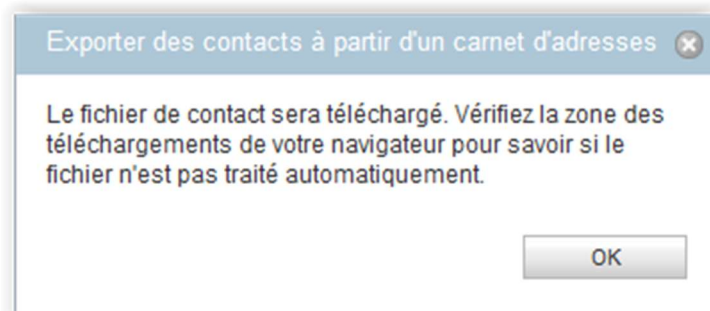 Exporter des contacts à partir d'un carnet d'adresses
Le fichier de contact sera téléchargé. Vérifiez la zone des
téléchargements de votre navigateur pour savoir si le
fichier n'est pas traité automatiquement.
OK